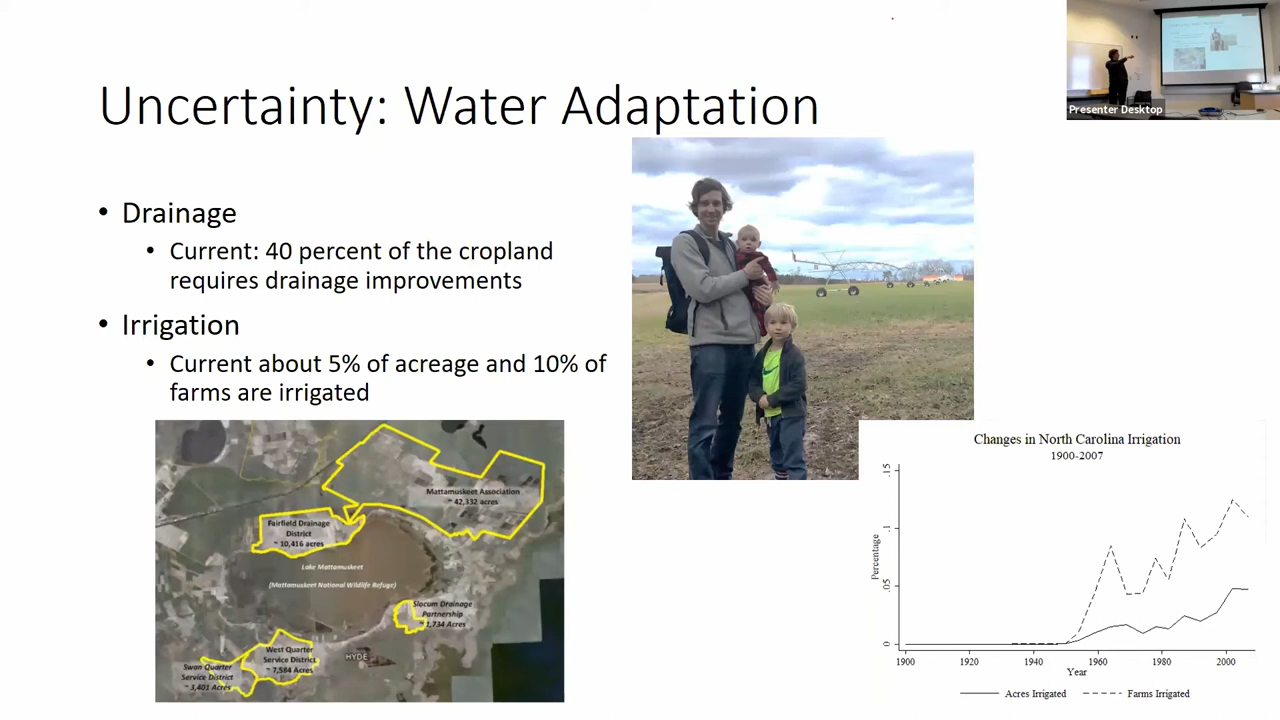 Uncertainty: Water Adaptation
Presenter Desktop
• Drainage
• Current: 40 percent of the cropland
requires drainage improvements
• Irrigation
• Current about 5% of acreage and 10% of
farms are irrigated
Mattamuskeet Association
~ 42,332 acres
Fairfield Drainage
District
~ 10,416 acres
Lake Mattamuskeet
(Mattamuskeet National Wildlife Refuge)
Slocum Drainage
Partnership
~ 1,734 Acres
West Quarter
Service District
~ 7,584 Acres
HYDE
Swan Quarter
Service District
~ 3,401 Acres
Changes in North Carolina Irrigation
1900-2007
Percentage
.15
.1
.05
0
1900 1920 1940 1960 1980 2000
Year
Acres Irrigated Farms Irrigated